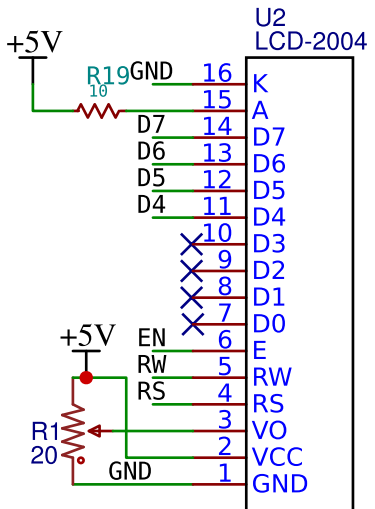 U2
LCD-2004
+5V
R19
10
GND 16 K
15 A
D7 14 D7
D6 13 D6
D5 12 D5
D4 11 D4
10 D3
9 D2
8 D1
7 D0
+5V
EN 6 E
RW 5 RW
RS 4 RS
R1
20
3 VO
2 VCC
GND 1 GND